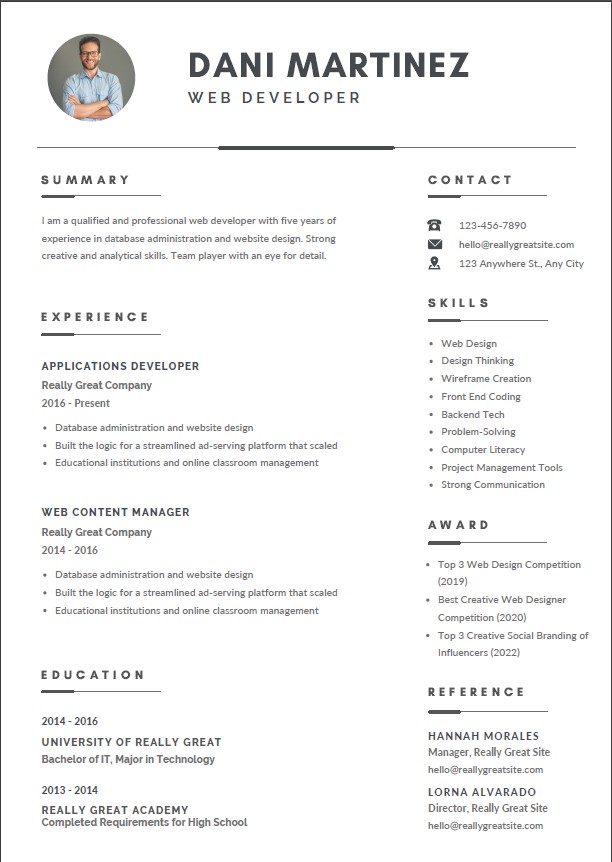 DANI MARTINEZ
WEB DEVELOPER
SUMMARY
I am a qualified and professional web developer with five years of
experience in database administration and website design. Strong
creative and analytical skills. Team player with an eye for detail.
EXPERIENCE
APPLICATIONS DEVELOPER
Really Great Company
2016 - Present
• Database administration and website design
• Built the logic for a streamlined ad-serving platform that scaled
• Educational institutions and online classroom management
WEB CONTENT MANAGER
Really Great Company
2014 - 2016
• Database administration and website design
• Built the logic for a streamlined ad-serving platform that scaled
• Educational institutions and online classroom management
EDUCATION
2014 - 2016
UNIVERSITY OF REALLY GREAT
Bachelor of IT, Major in Technology
2013 - 2014
REALLY GREAT ACADEMY
Completed Requirements for High School
CONTACT
123-456-7890
hello@reallygreatsite.com
123 Anywhere St., Any City
SKILLS
• Web Design
• Design Thinking
• Wireframe Creation
• Front End Coding
• Backend Tech
• Problem-Solving
• Computer Literacy
• Project Management Tools
• Strong Communication
AWARD
• Top 3 Web Design Competition
(2019)
• Best Creative Web Designer
Competition (2020)
• Top 3 Creative Social Branding of
Influencers (2022)
REFERENCE
HANNAH MORALES
Manager, Really Great Site
hello@reallygreatsite.com
LORNA ALVARADO
Director, Really Great Site
hello@reallygreatsite.com